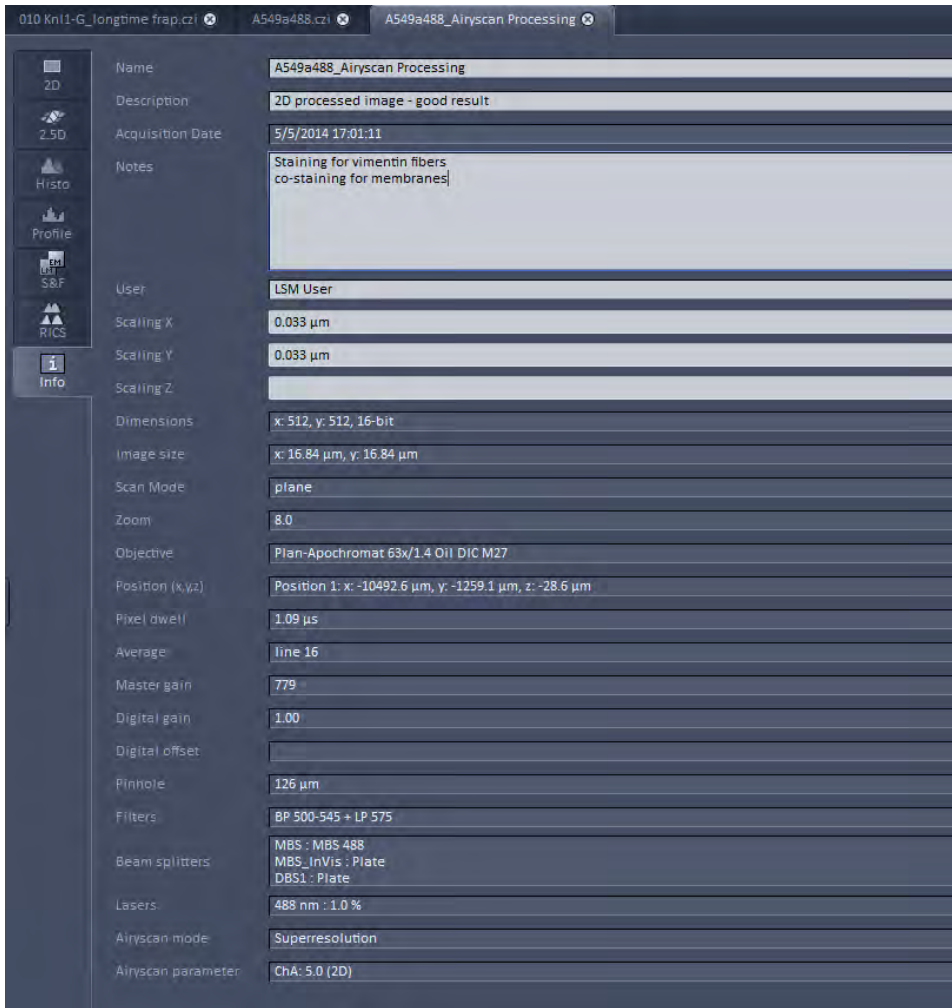 010 Knl1-G_longtime frap.czi
A549a488.czi
A549a488_Airyscan Processing
2D
2.5D
Histo
Profile
S&F
RICS
i
Info
Name A549a488_Airyscan Processing
Description 2D processed image - good result
Acquisition Date 5/5/2014 17:01:11
Notes Staining for vimentin fibers
co-staining for membranes
User LSM User
Scaling X 0.033 µm
Scaling Y 0.033 µm
Scaling Z
Dimensions x: 512, y: 512, 16-bit
Image size x: 16.84 µm, y: 16.84 µm
Scan Mode plane
Zoom 8.0
Objective Plan-Apochromat 63x/1.4 Oil DIC M27
Position (x,y,z) Position 1: x: -10492.6 µm, y: -1259.1 µm, z: -28.6 µm
Pixel dwell 1.09 µs
Average line 16
Master gain 779
Digital gain 1.00
Digital offset
Pinhole 126 µm
Filters BP 500-545 + LP 575
Beam splitters MBS : MBS 488
MBS_InVis : Plate
DBS1 : Plate
Lasers 488 nm : 1.0 %
Airyscan mode Superresolution
Airyscan parameter ChA: 5.0 (2D)